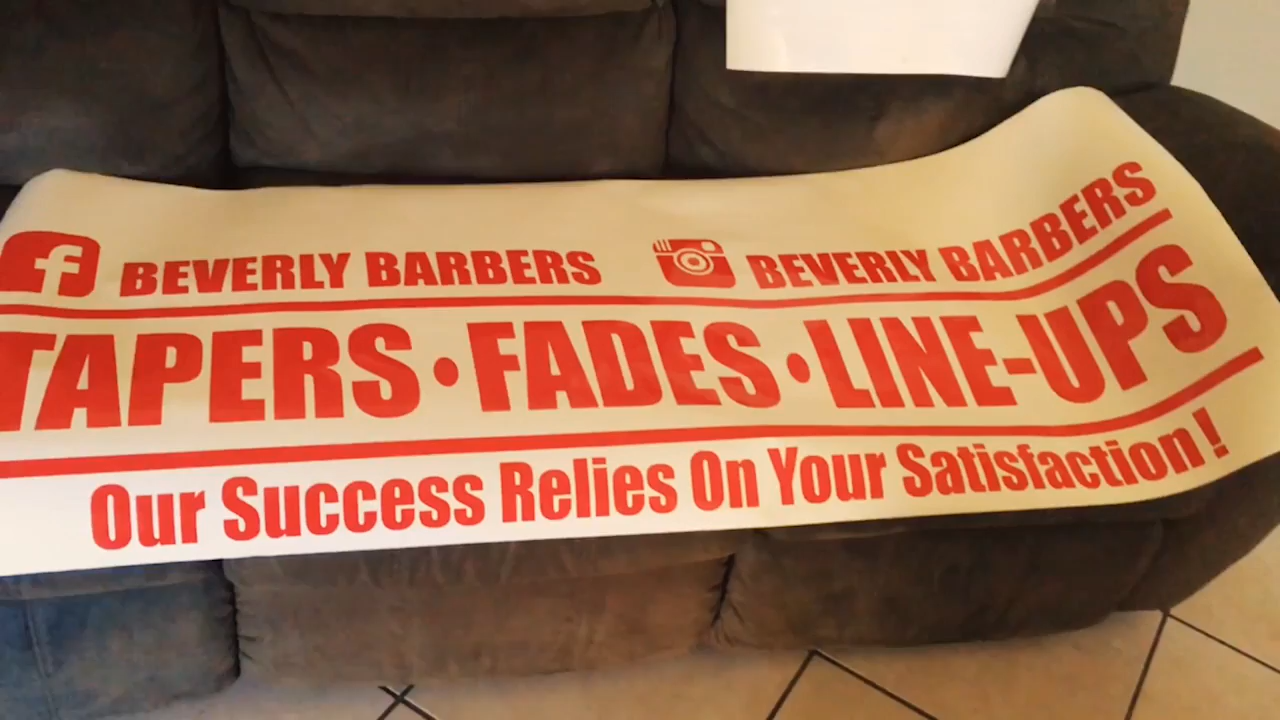 BEVERLY BARBERS BEVERLY BARBERS
TAPERS • FADES • LINE-UPS
Our Success Relies On Your Satisfaction!